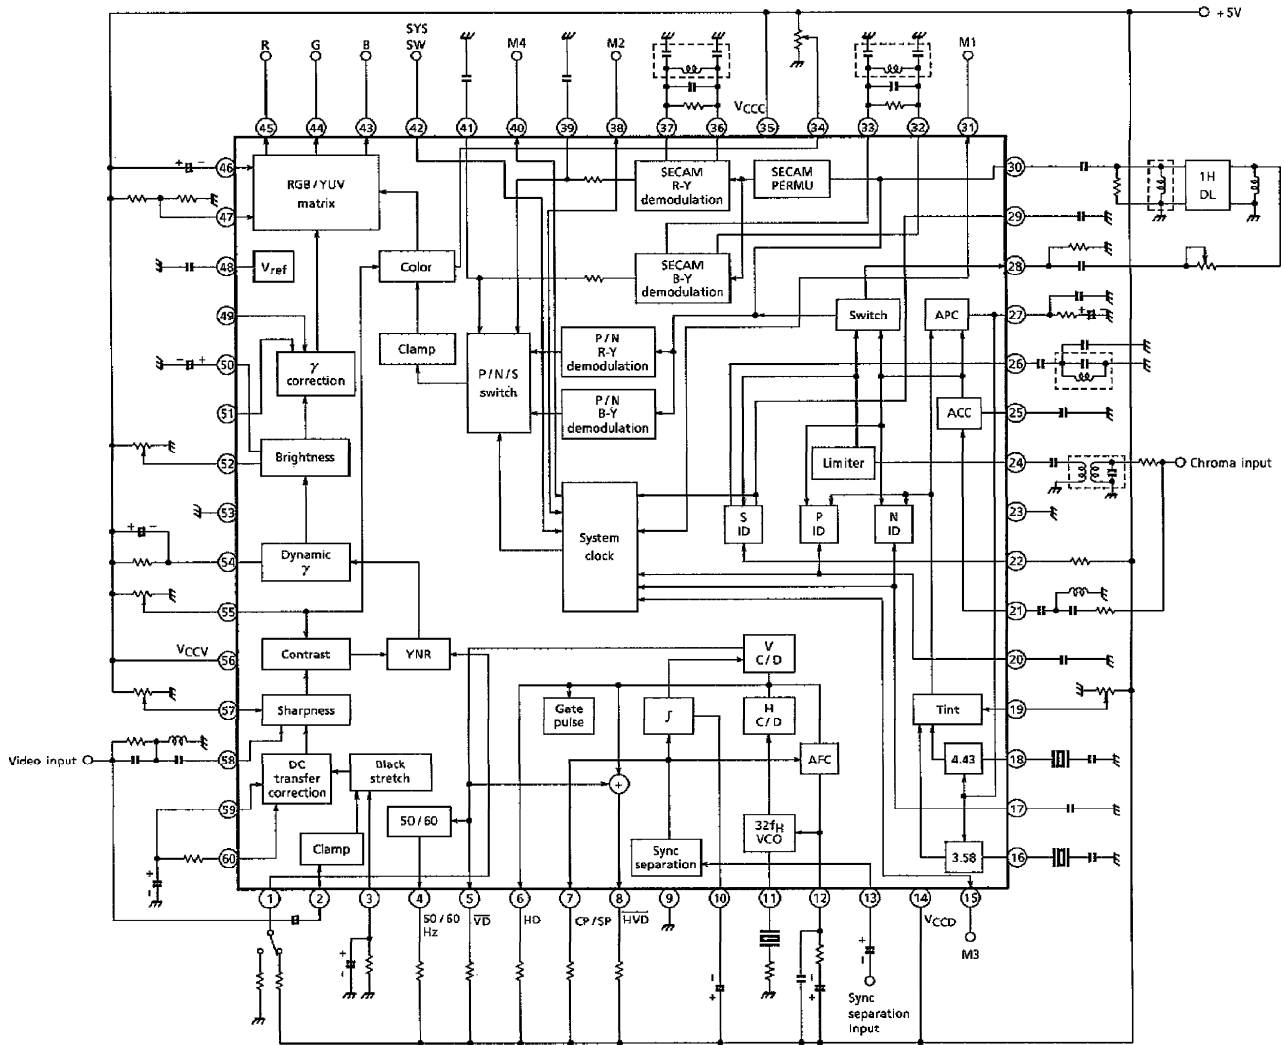 +5V
R
G
B
SYS
SW
M4
M2
VCCC
M1
45
44
43
42
41
40
39
38
37
36
35
34
33
32
31
46
RGB/YUV
matrix
SECAM
R-Y
demodulation
SECAM
PERMU
30
1H
DL
47
29
48
Vref
Color
SECAM
B-Y
demodulation
28
49
Clamp
P/N
R-Y
demodulation
Switch
APC
27
50
γ
correction
P/N/S
switch
26
51
P/N
B-Y
demodulation
ACC
25
52
Brightness
Limiter
24
Chroma input
53
System
clock
S
ID
P
ID
N
ID
23
54
Dynamic
γ
22
55
21
VCCV
56
Contrast
YNR
V
C/D
20
57
Sharpness
Gate
pulse
∫
H
C/D
Tint
19
Video input
58
DC
transfer
correction
Black
stretch
+
AFC
4.43
18
59
50/60
32fH
VCO
17
60
Clamp
Sync
separation
3.58
16
1
2
3
4
5
6
7
8
9
10
11
12
13
14
15
50/60
Hz
VD
HD
CP/SP
HVD
VCCD
M3
Sync
separation
input